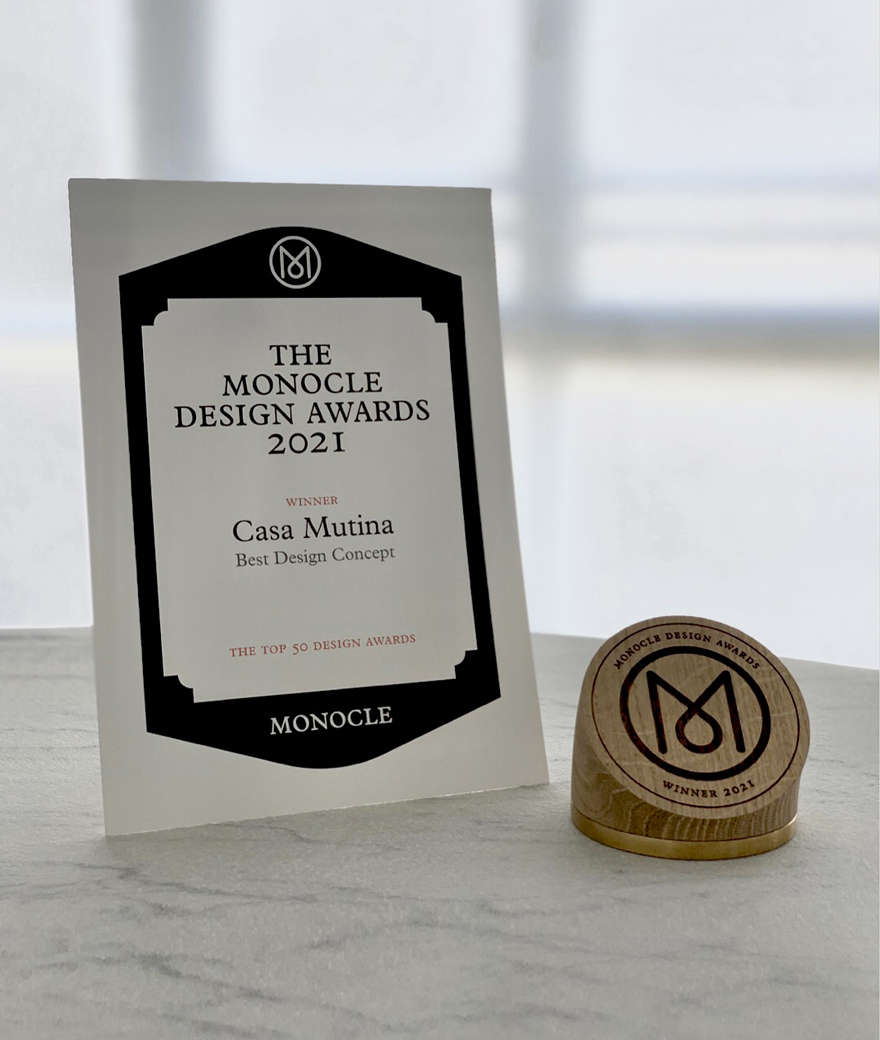 THE
MONOCLE
DESIGN AWARDS
2021
WINNER
Casa Mutina
Best Design Concept
THE TOP 50 DESIGN AWARDS
MONOCLE
MONOCLE DESIGN AWARDS
M
WINNER 2021